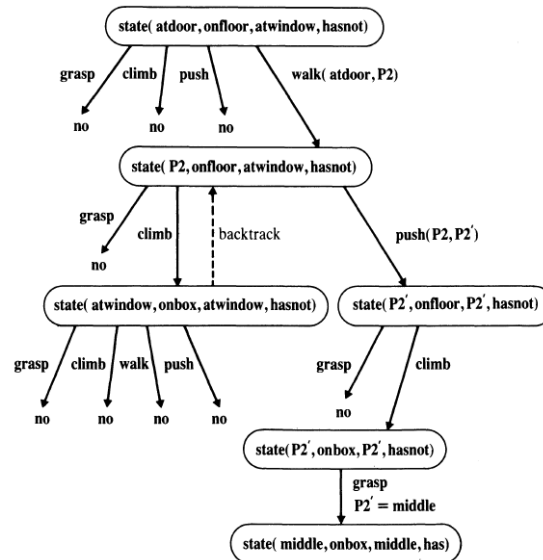 state( atdoor, onfloor, atwindow, hasnot)
grasp climb push walk( atdoor, P2)
no no no
state( P2, onfloor, atwindow, hasnot)
grasp climb backtrack push(P2, P2′)
no
state( atwindow, onbox, atwindow, hasnot) state( P2′, onfloor, P2′, hasnot)
grasp climb walk push grasp climb
no no no no no
state(P2′, onbox, P2′, hasnot)
grasp
P2′ = middle
state( middle, onbox, middle, has)